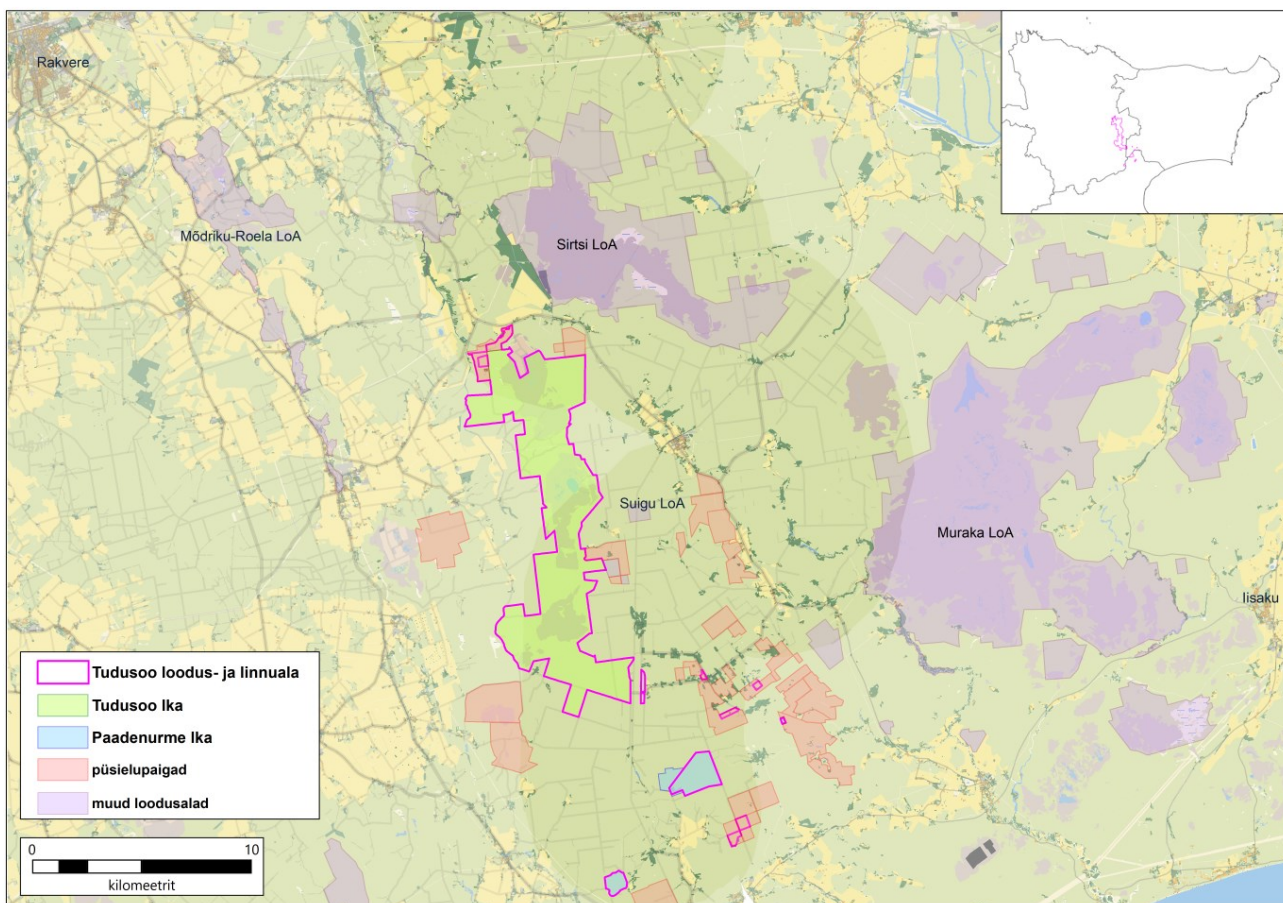 Rakvere
Mõdriku-Roela LoA
Sirtsi LoA
Suigu LoA
Muraka LoA
Iisaku
Tudusoo loodus- ja linnuala
Tudusoo lka
Paadenurme lka
püsielupaigad
muud loodusalad
0 10
kilomeetrit